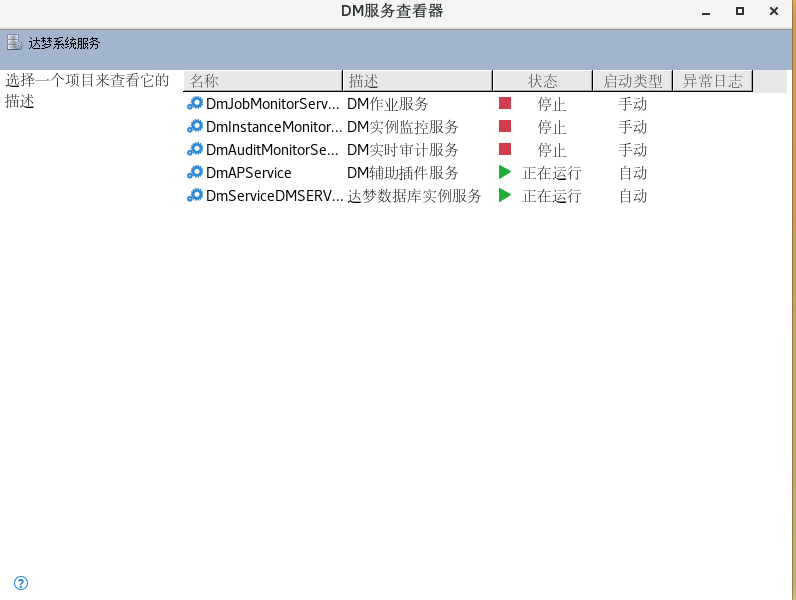 DM服务查看器
达梦系统服务
选择一个项目来查看它的
描述
名称 描述 状态 启动类型 异常日志
DmJobMonitorServ... DM作业服务 停止 手动
DmInstanceMonitor... DM实例监控服务 停止 手动
DmAuditMonitorSe... DM实时审计服务 停止 手动
DmAPService DM辅助插件服务 正在运行 自动
DmServiceDMSERV... 达梦数据库实例服务 正在运行 自动